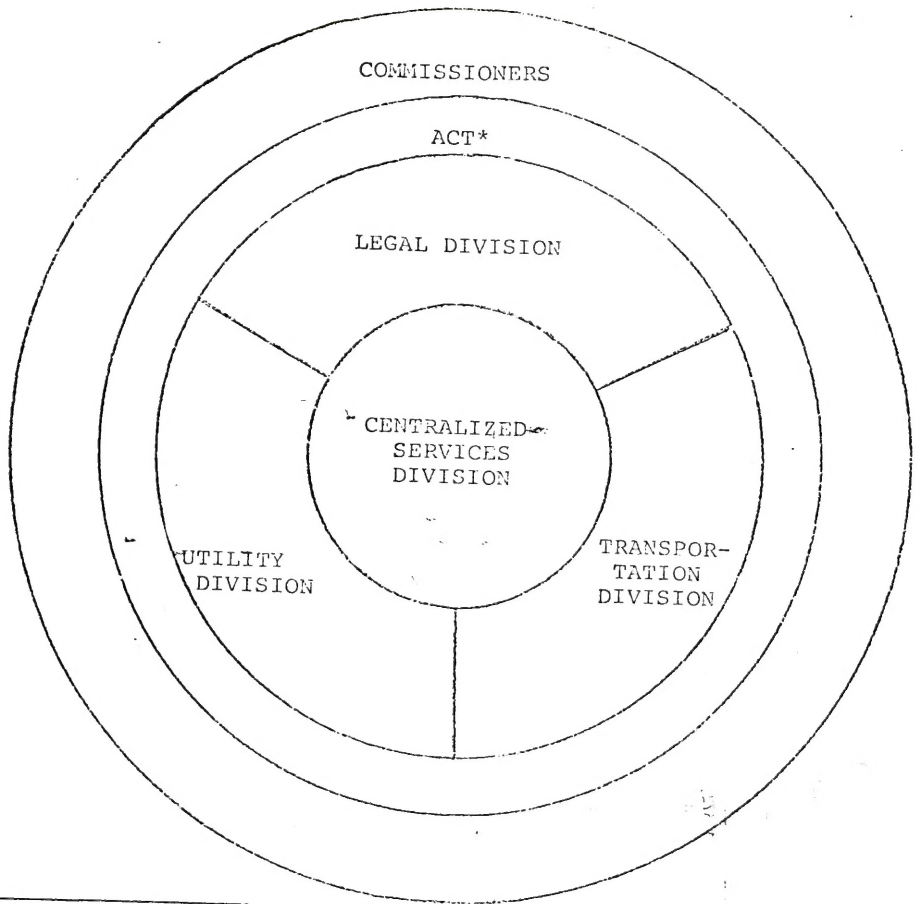 COMMISSIONERS
ACT*
LEGAL DIVISION
CENTRALIZED
SERVICES
DIVISION
UTILITY
DIVISION
TRANSPOR-
TATION
DIVISION